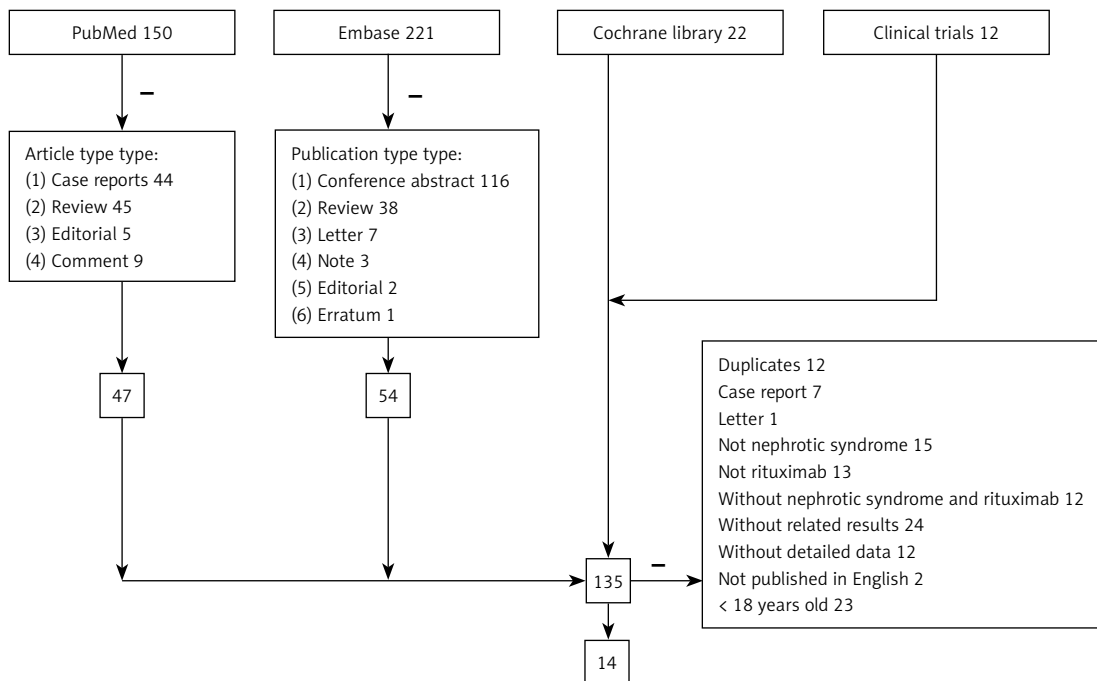 PubMed 150
Embase 221
Cochrane library 22
Clinical trials 12
–
–
Article type type:
(1) Case reports 44
(2) Review 45
(3) Editorial 5
(4) Comment 9
Publication type type:
(1) Conference abstract 116
(2) Review 38
(3) Letter 7
(4) Note 3
(5) Editorial 2
(6) Erratum 1
47
54
Duplicates 12
Case report 7
Letter 1
Not nephrotic syndrome 15
Not rituximab 13
Without nephrotic syndrome and rituximab 12
Without related results 24
Without detailed data 12
Not published in English 2
< 18 years old 23
135
–
14